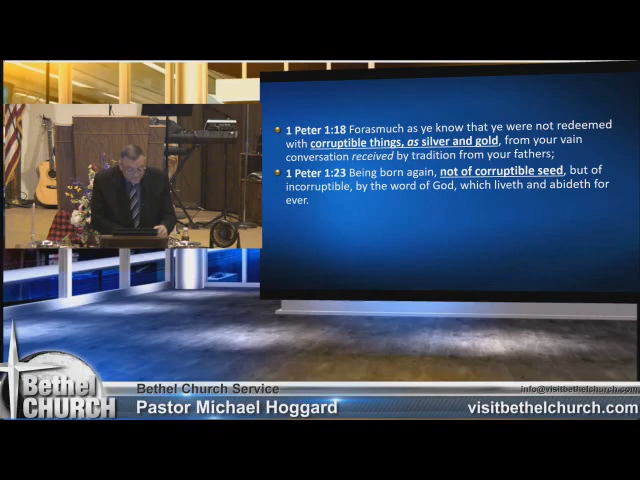 1 Peter 1:18 Forasmuch as ye know that ye were not redeemed
with corruptible things, as silver and gold, from your vain
conversation received by tradition from your fathers;
1 Peter 1:23 Being born again, not of corruptible seed, but of
incorruptible, by the word of God, which liveth and abideth for
ever.
Bethel
CHURCH
Bethel Church Service
info@visitbethelchurch.com
Pastor Michael Hoggard
visitbethelchurch.com